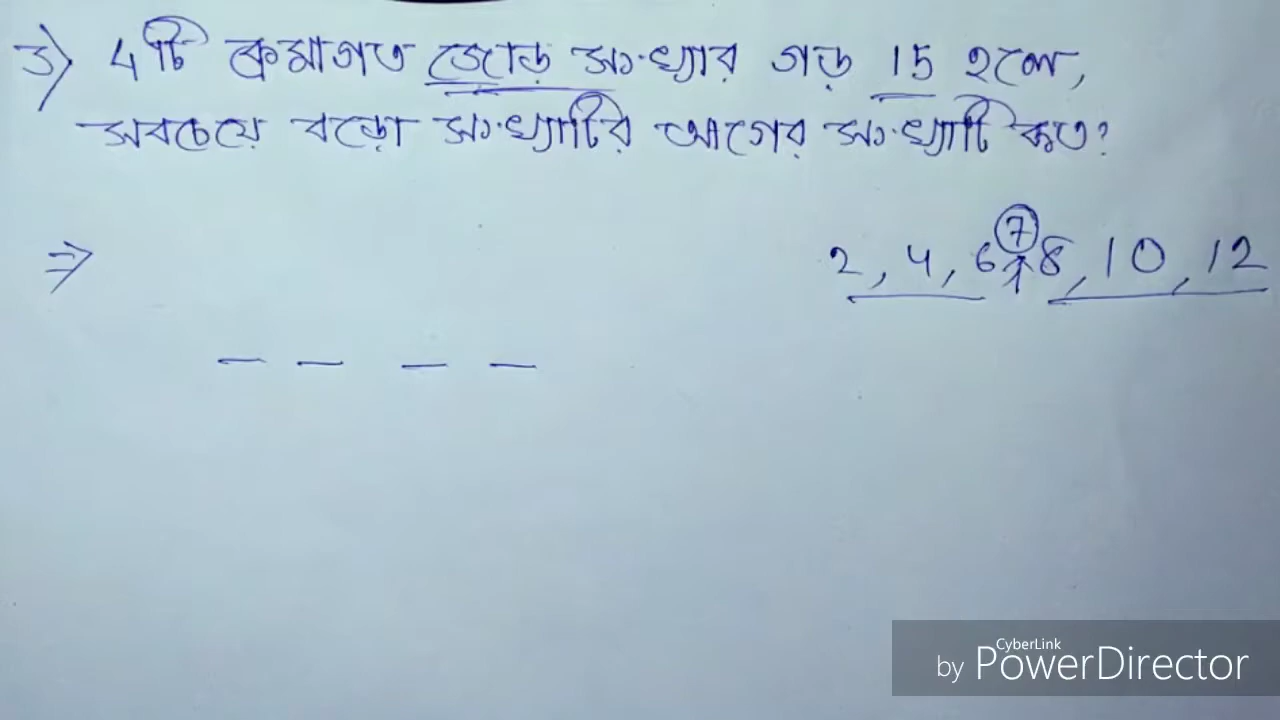 ৩) 4টি ক্রমাগত জোড় সংখ্যার গড় 15 হলে,
সবচেয়ে বড়ো সংখ্যাটির আগের সংখ্যাটি কত?
⇒
7
2, 4, 6 ↑ 8, 10, 12
— — — —
CyberLink
by PowerDirector